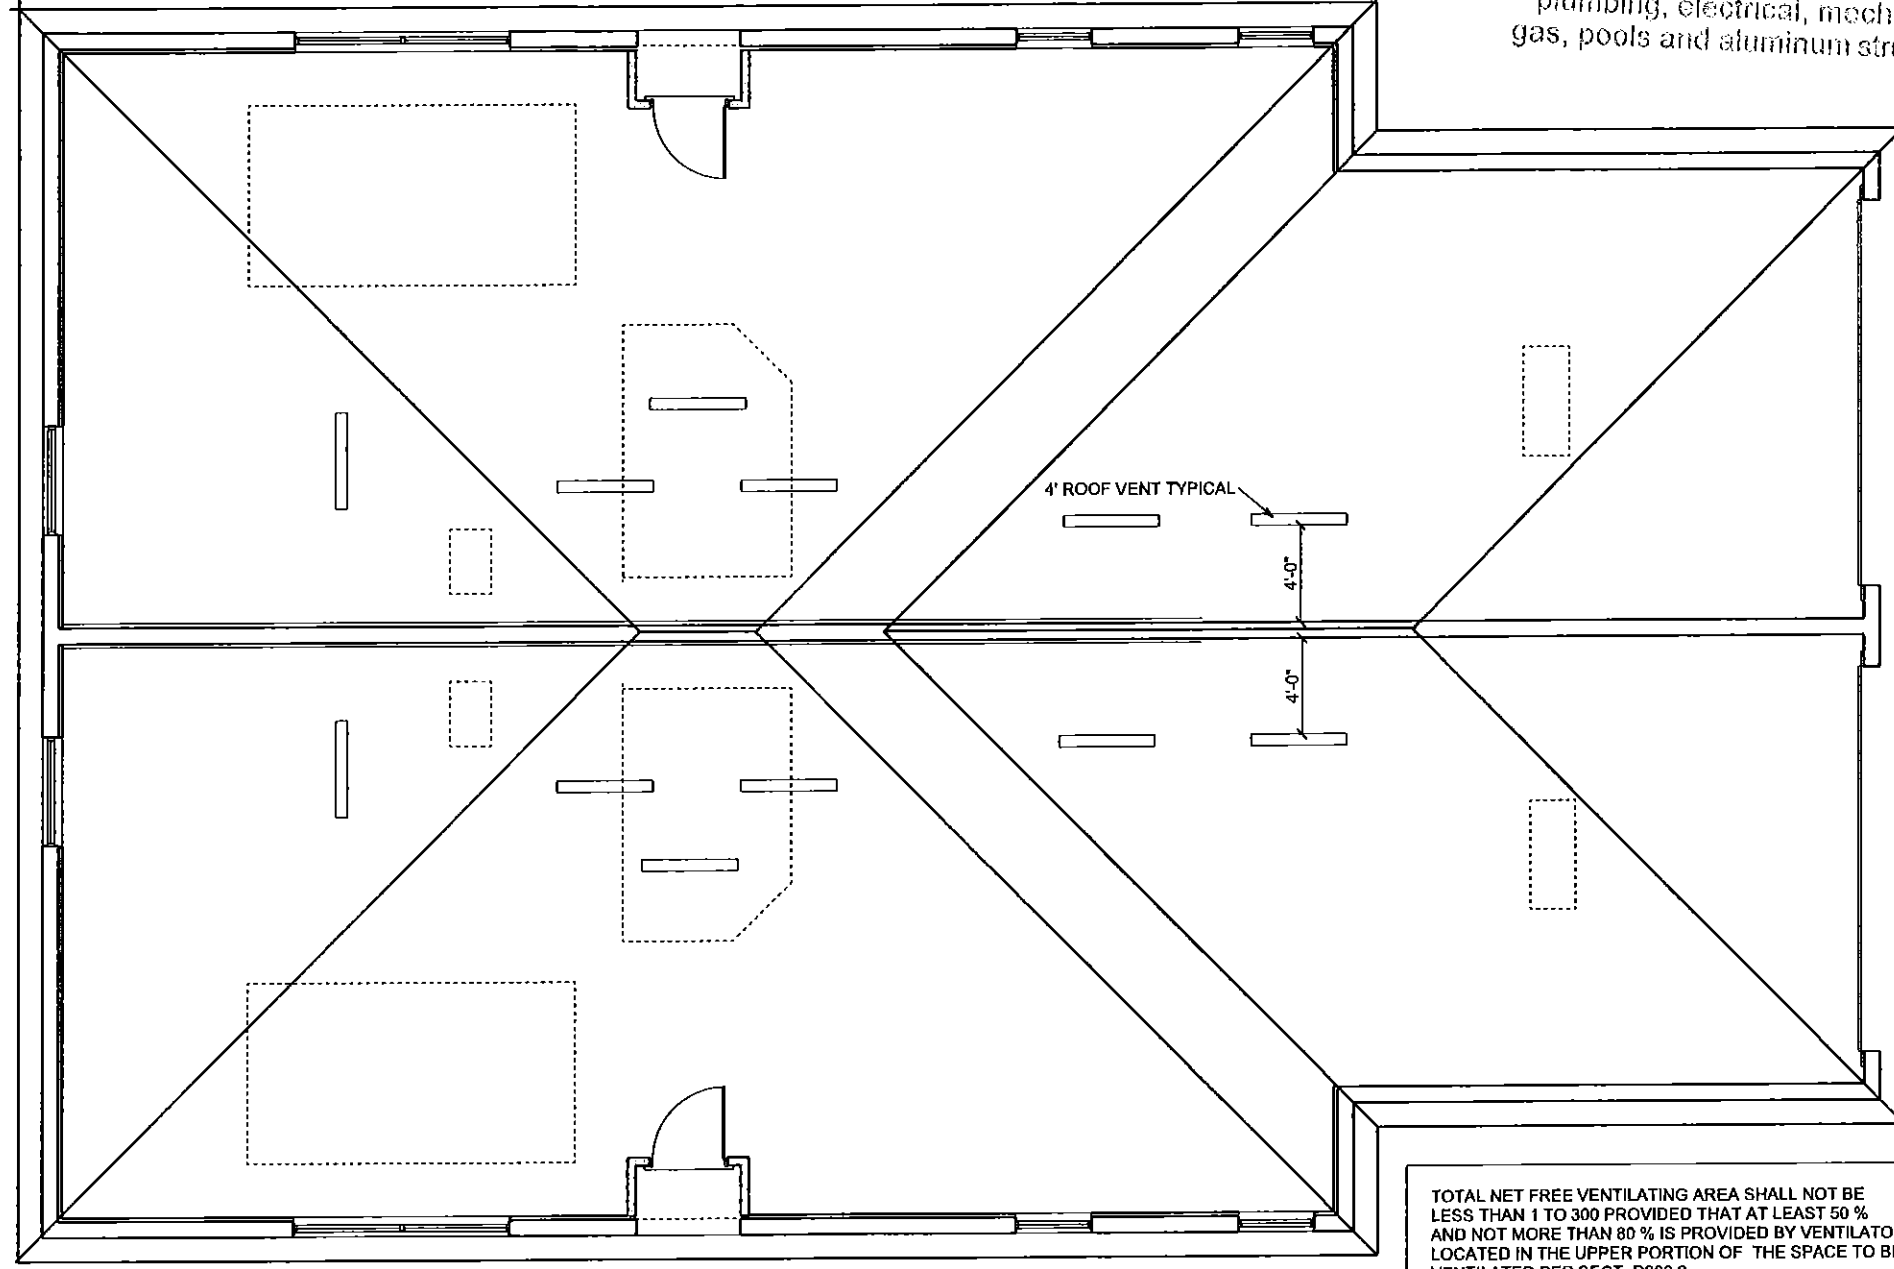 plumbing, electrical,
gas, pools and aluminum
4' ROOF VENT TYPICAL
4'-0"
4'-0"
TOTAL NET FREE VENTILATING AREA SHALL NOT BE
LESS THAN 1 TO 300 PROVIDED THAT AT LEAST 50 %
AND NOT MORE THAN 80 % IS PROVIDED BY
LOCATED IN THE UPPER PORTION OF THE SPACE TO